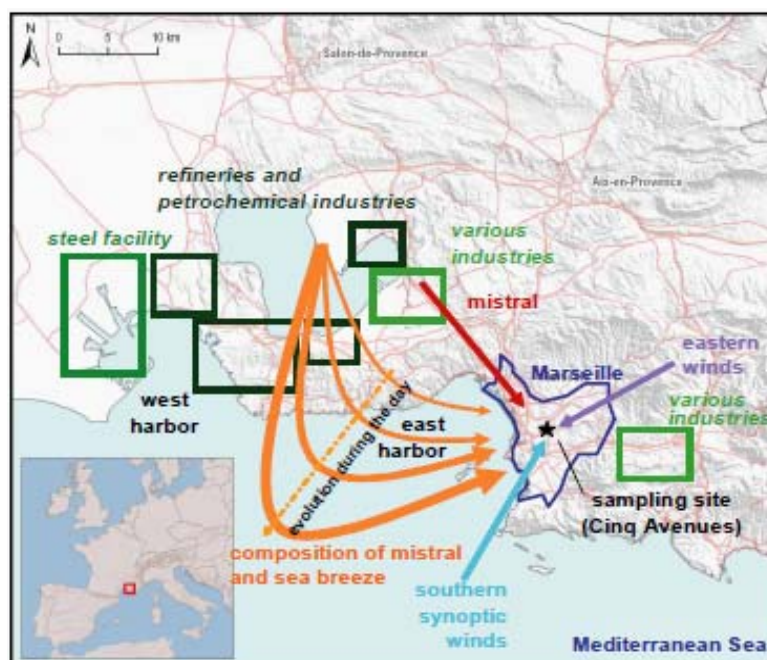 N
0 5 10 km
Salon-de-Provence
refineries and
petrochemical industries
Aix-en-Provence
steel facility
various
industries
mistral
eastern
winds
Marseille
various
industries
west
harbor
east
harbor
evolution during the day
sampling site
(Cinq Avenues)
composition of mistral
and sea breeze
southern
synoptic
winds
Mediterranean Sea